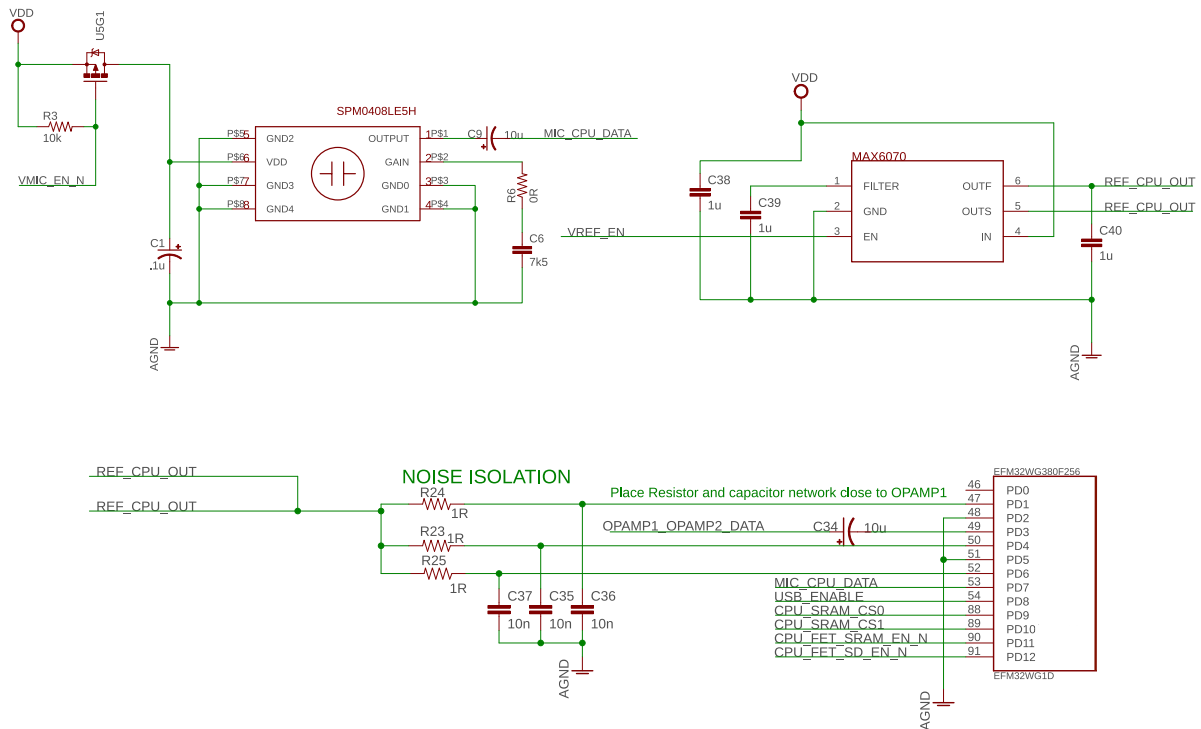 VDD
U5G1
R3
10k
VMIC_EN_N
SPM0408LE5H
P$5 5 GND2 OUTPUT 1 P$1
P$6 6 VDD GAIN 2 P$2
P$7 7 GND3 GND0 3 P$3
P$8 8 GND4 GND1 4 P$4
C9 10u MIC_CPU_DATA
R6
0R
C6
7k5
C1
.1u
AGND
VDD
MAX6070
1 FILTER OUTF 6 REF_CPU_OUT
2 GND OUTS 5 REF_CPU_OUT
3 EN IN 4
C38
1u
C39
1u
VREF_EN
C40
1u
AGND
REF_CPU_OUT
REF_CPU_OUT
NOISE ISOLATION
R24
1R
R23
1R
R25
1R
C37 C35 C36
10n 10n 10n
AGND
Place Resistor and capacitor network close to OPAMP1
OPAMP1_OPAMP2_DATA C34 10u
MIC_CPU_DATA
USB_ENABLE
CPU_SRAM_CS0
CPU_SRAM_CS1
CPU_FET_SRAM_EN_N
CPU_FET_SD_EN_N
EFM32WG380F256
46 PD0
47 PD1
48 PD2
49 PD3
50 PD4
51 PD5
52 PD6
53 PD7
54 PD8
88 PD9
89 PD10
90 PD11
91 PD12
EFM32WG1D
AGND